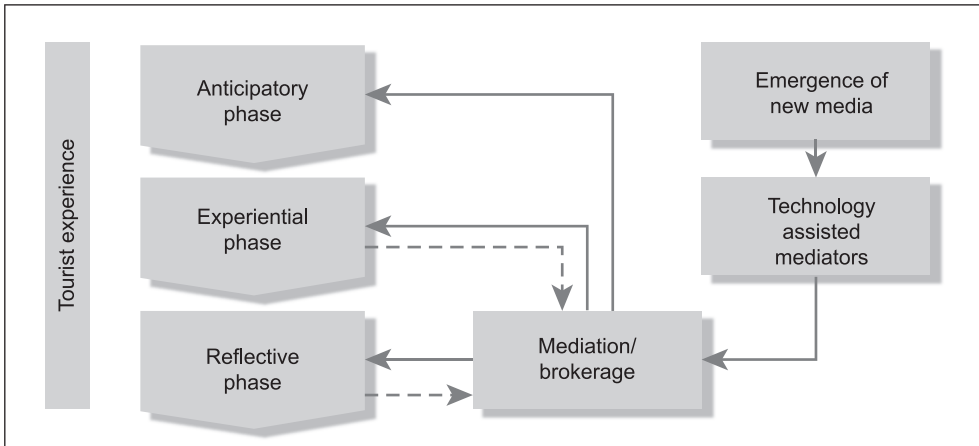 Tourist experience
Anticipatory
phase
Experiential
phase
Reflective
phase
Mediation/
brokerage
Emergence of
new media
Technology
assisted
mediators